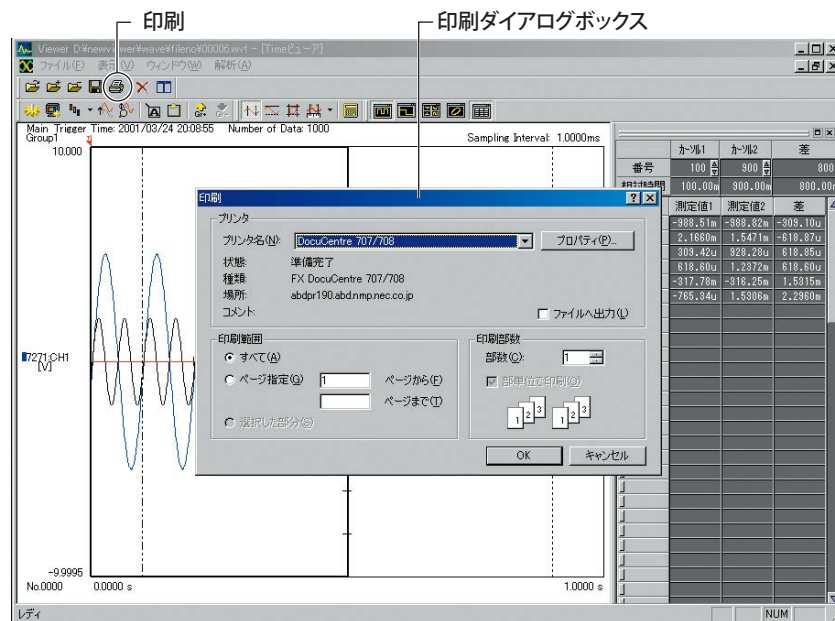 印刷
印刷ダイアログボックス
Viewer D¥newviewer¥wave¥fileno¥00006.wvf - [Timeビューア]
ファイル(F) 表示(V) ウィンドウ(W) 解析(A)
Main Trigger Time: 2001/03/24 20:08:55 Number of Data: 1000
Group1
Sampling Interval: 1.0000ms
10.000
7271:CH1
[V]
-9.9995
No.0000 0.0000 s 1.0000 s
カーソル1 カーソル2 差
番号 100 900 800
相対時間 100.00m 900.00m 800.00m
測定値1 測定値2 差
-988.51m -988.82m -309.10u
2.1660m 1.5471m -618.87u
309.42u 928.28u 618.85u
618.60u 1.2372m 618.60u
-317.78m -316.25m 1.5315m
-765.34u 1.5306m 2.2960m
印刷
プリンタ
プリンタ名(N): DocuCentre 707/708 プロパティ(P)...
状態: 準備完了
種類: FX DocuCentre 707/708
場所: abdpr190.abd.nmp.nec.co.jp
コメント: ファイルへ出力(L)
印刷範囲
すべて(A)
ページ指定(G) 1 ページから(F)
ページまで(T)
選択した部分(S)
印刷部数
部数(C): 1
部単位で印刷(O)
1 2 3 1 2 3
OK キャンセル
レディ NUM